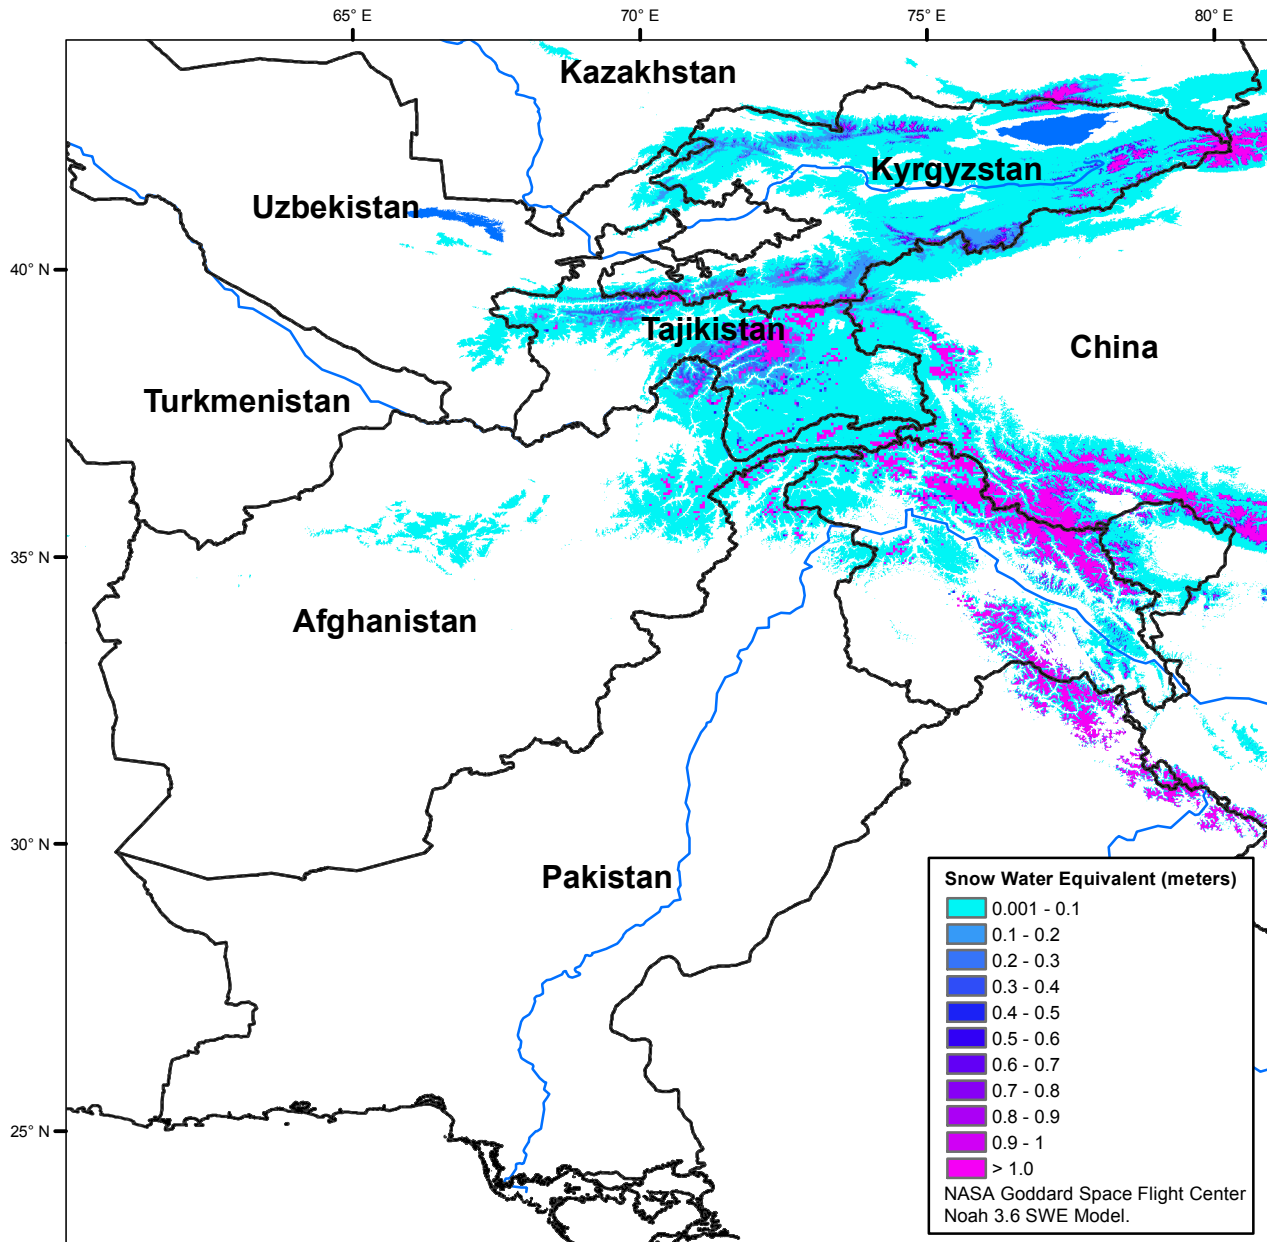 65° E
70° E
75° E
80° E
Kazakhstan
Kyrgyzstan
Uzbekistan
40° N
Tajikistan
China
Turkmenistan
35° N
Afghanistan
30° N
Pakistan
25° N
Snow Water Equivalent (meters)
0.001 - 0.1
0.1 - 0.2
0.2 - 0.3
0.3 - 0.4
0.4 - 0.5
0.5 - 0.6
0.6 - 0.7
0.7 - 0.8
0.8 - 0.9
0.9 - 1
> 1.0
NASA Goddard Space Flight Center
Noah 3.6 SWE Model.